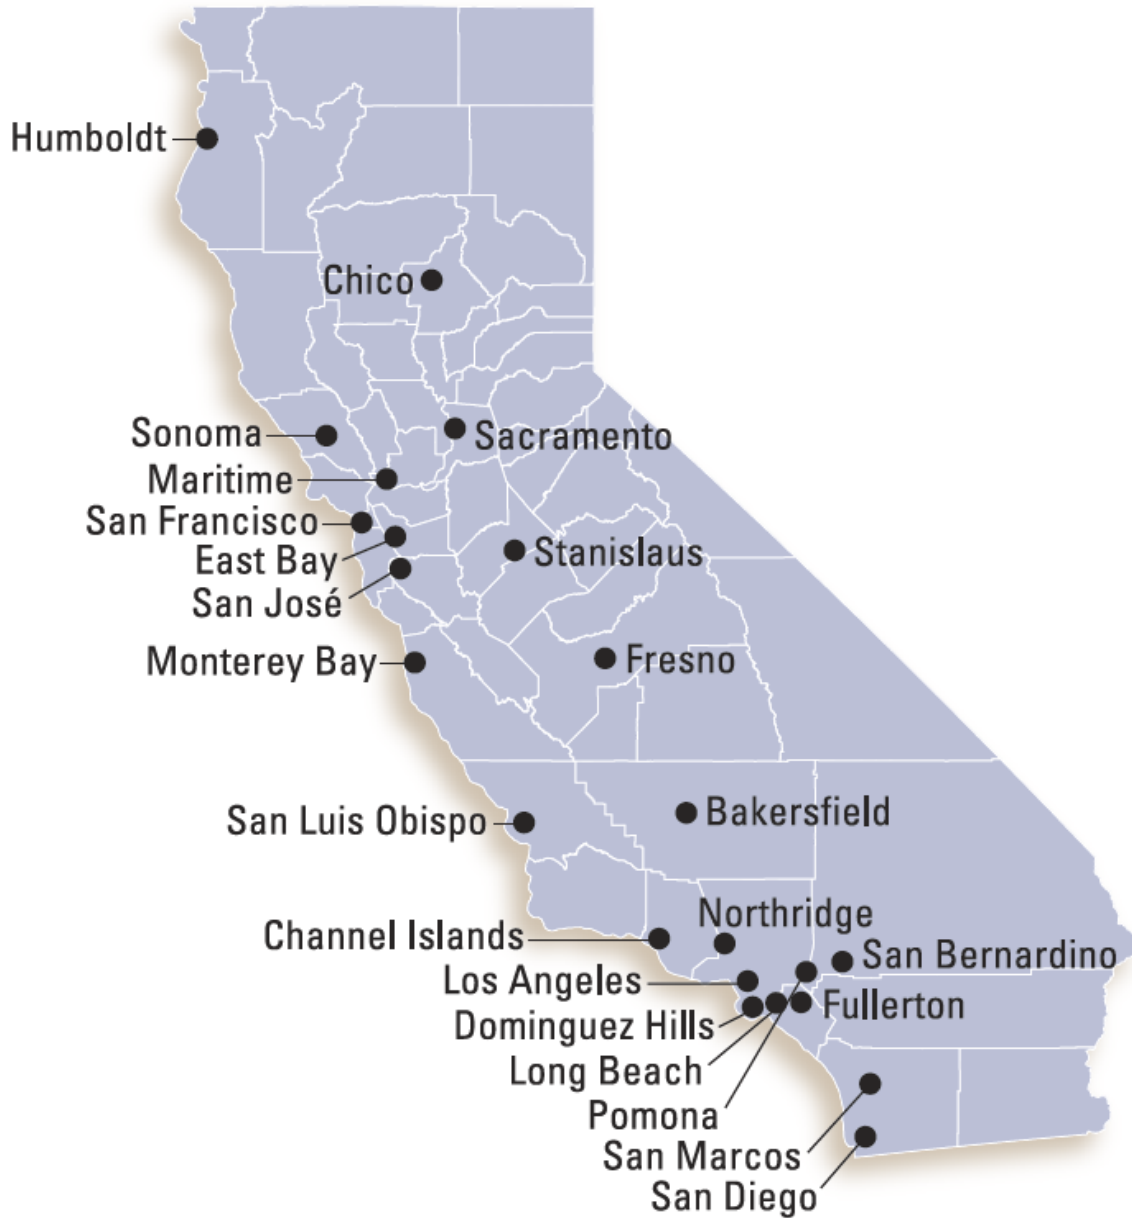 Humboldt
Chico
Sonoma
Sacramento
Maritime
San Francisco
East Bay
Stanislaus
San José
Monterey Bay
Fresno
San Luis Obispo
Bakersfield
Northridge
Channel Islands
San Bernardino
Los Angeles
Fullerton
Dominguez Hills
Long Beach
Pomona
San Marcos
San Diego